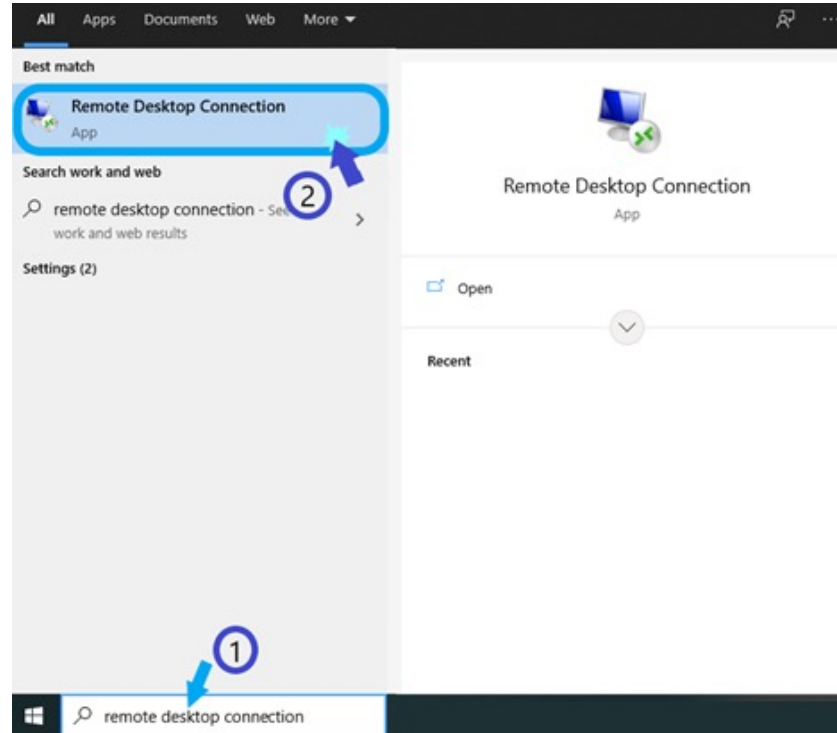 All Apps Documents Web More
Best match
Remote Desktop Connection
App
Search work and web
remote desktop connection - See
work and web results
Settings (2)
2
Remote Desktop Connection
App
Open
Recent
1
remote desktop connection